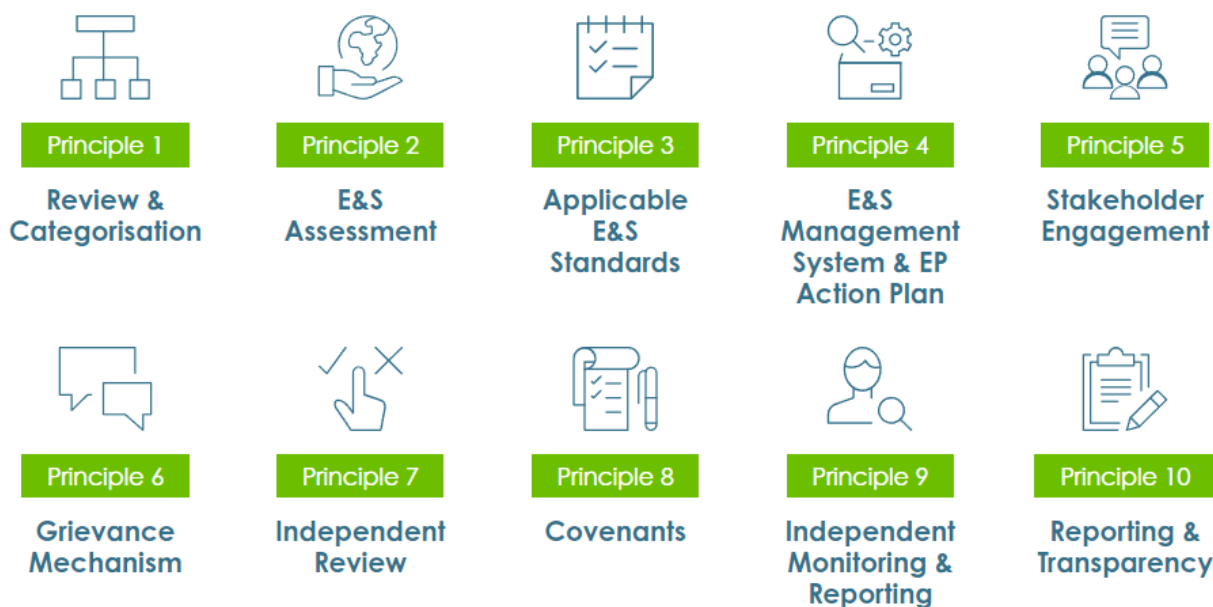 Principle 1
Review &
Categorisation
Principle 2
E&S
Assessment
Principle 3
Applicable
E&S
Standards
Principle 4
E&S
Management
System & EP
Action Plan
Principle 5
Stakeholder
Engagement
Principle 6
Grievance
Mechanism
Principle 7
Independent
Review
Principle 8
Covenants
Principle 9
Independent
Monitoring &
Reporting
Principle 10
Reporting &
Transparency